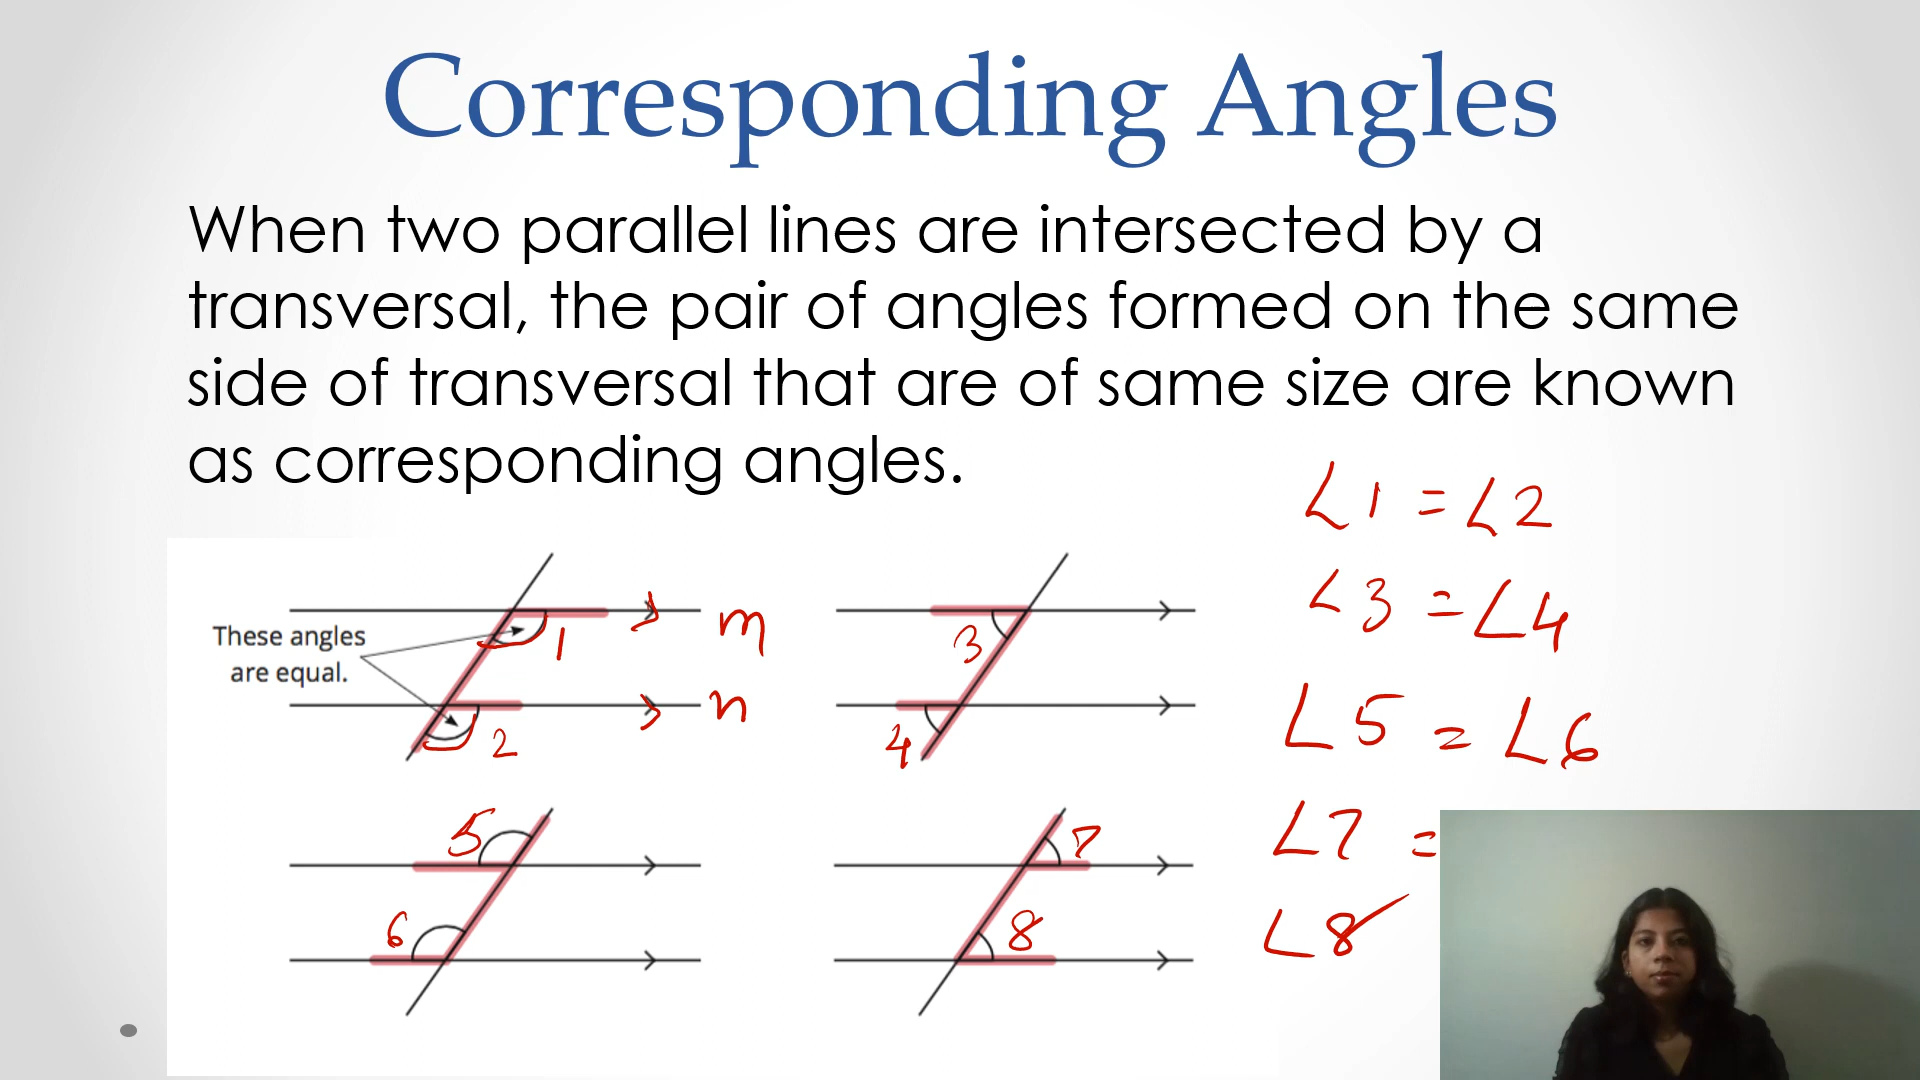 Corresponding Angles
When two parallel lines are intersected by a
transversal, the pair of angles formed on the same
side of transversal that are of same size are known
as corresponding angles.
∠1 = ∠2
∠3 = ∠4
∠5 = ∠6
∠7 =
∠8
These angles
are equal.
1
m
2
n
3
4
5
6
7
8